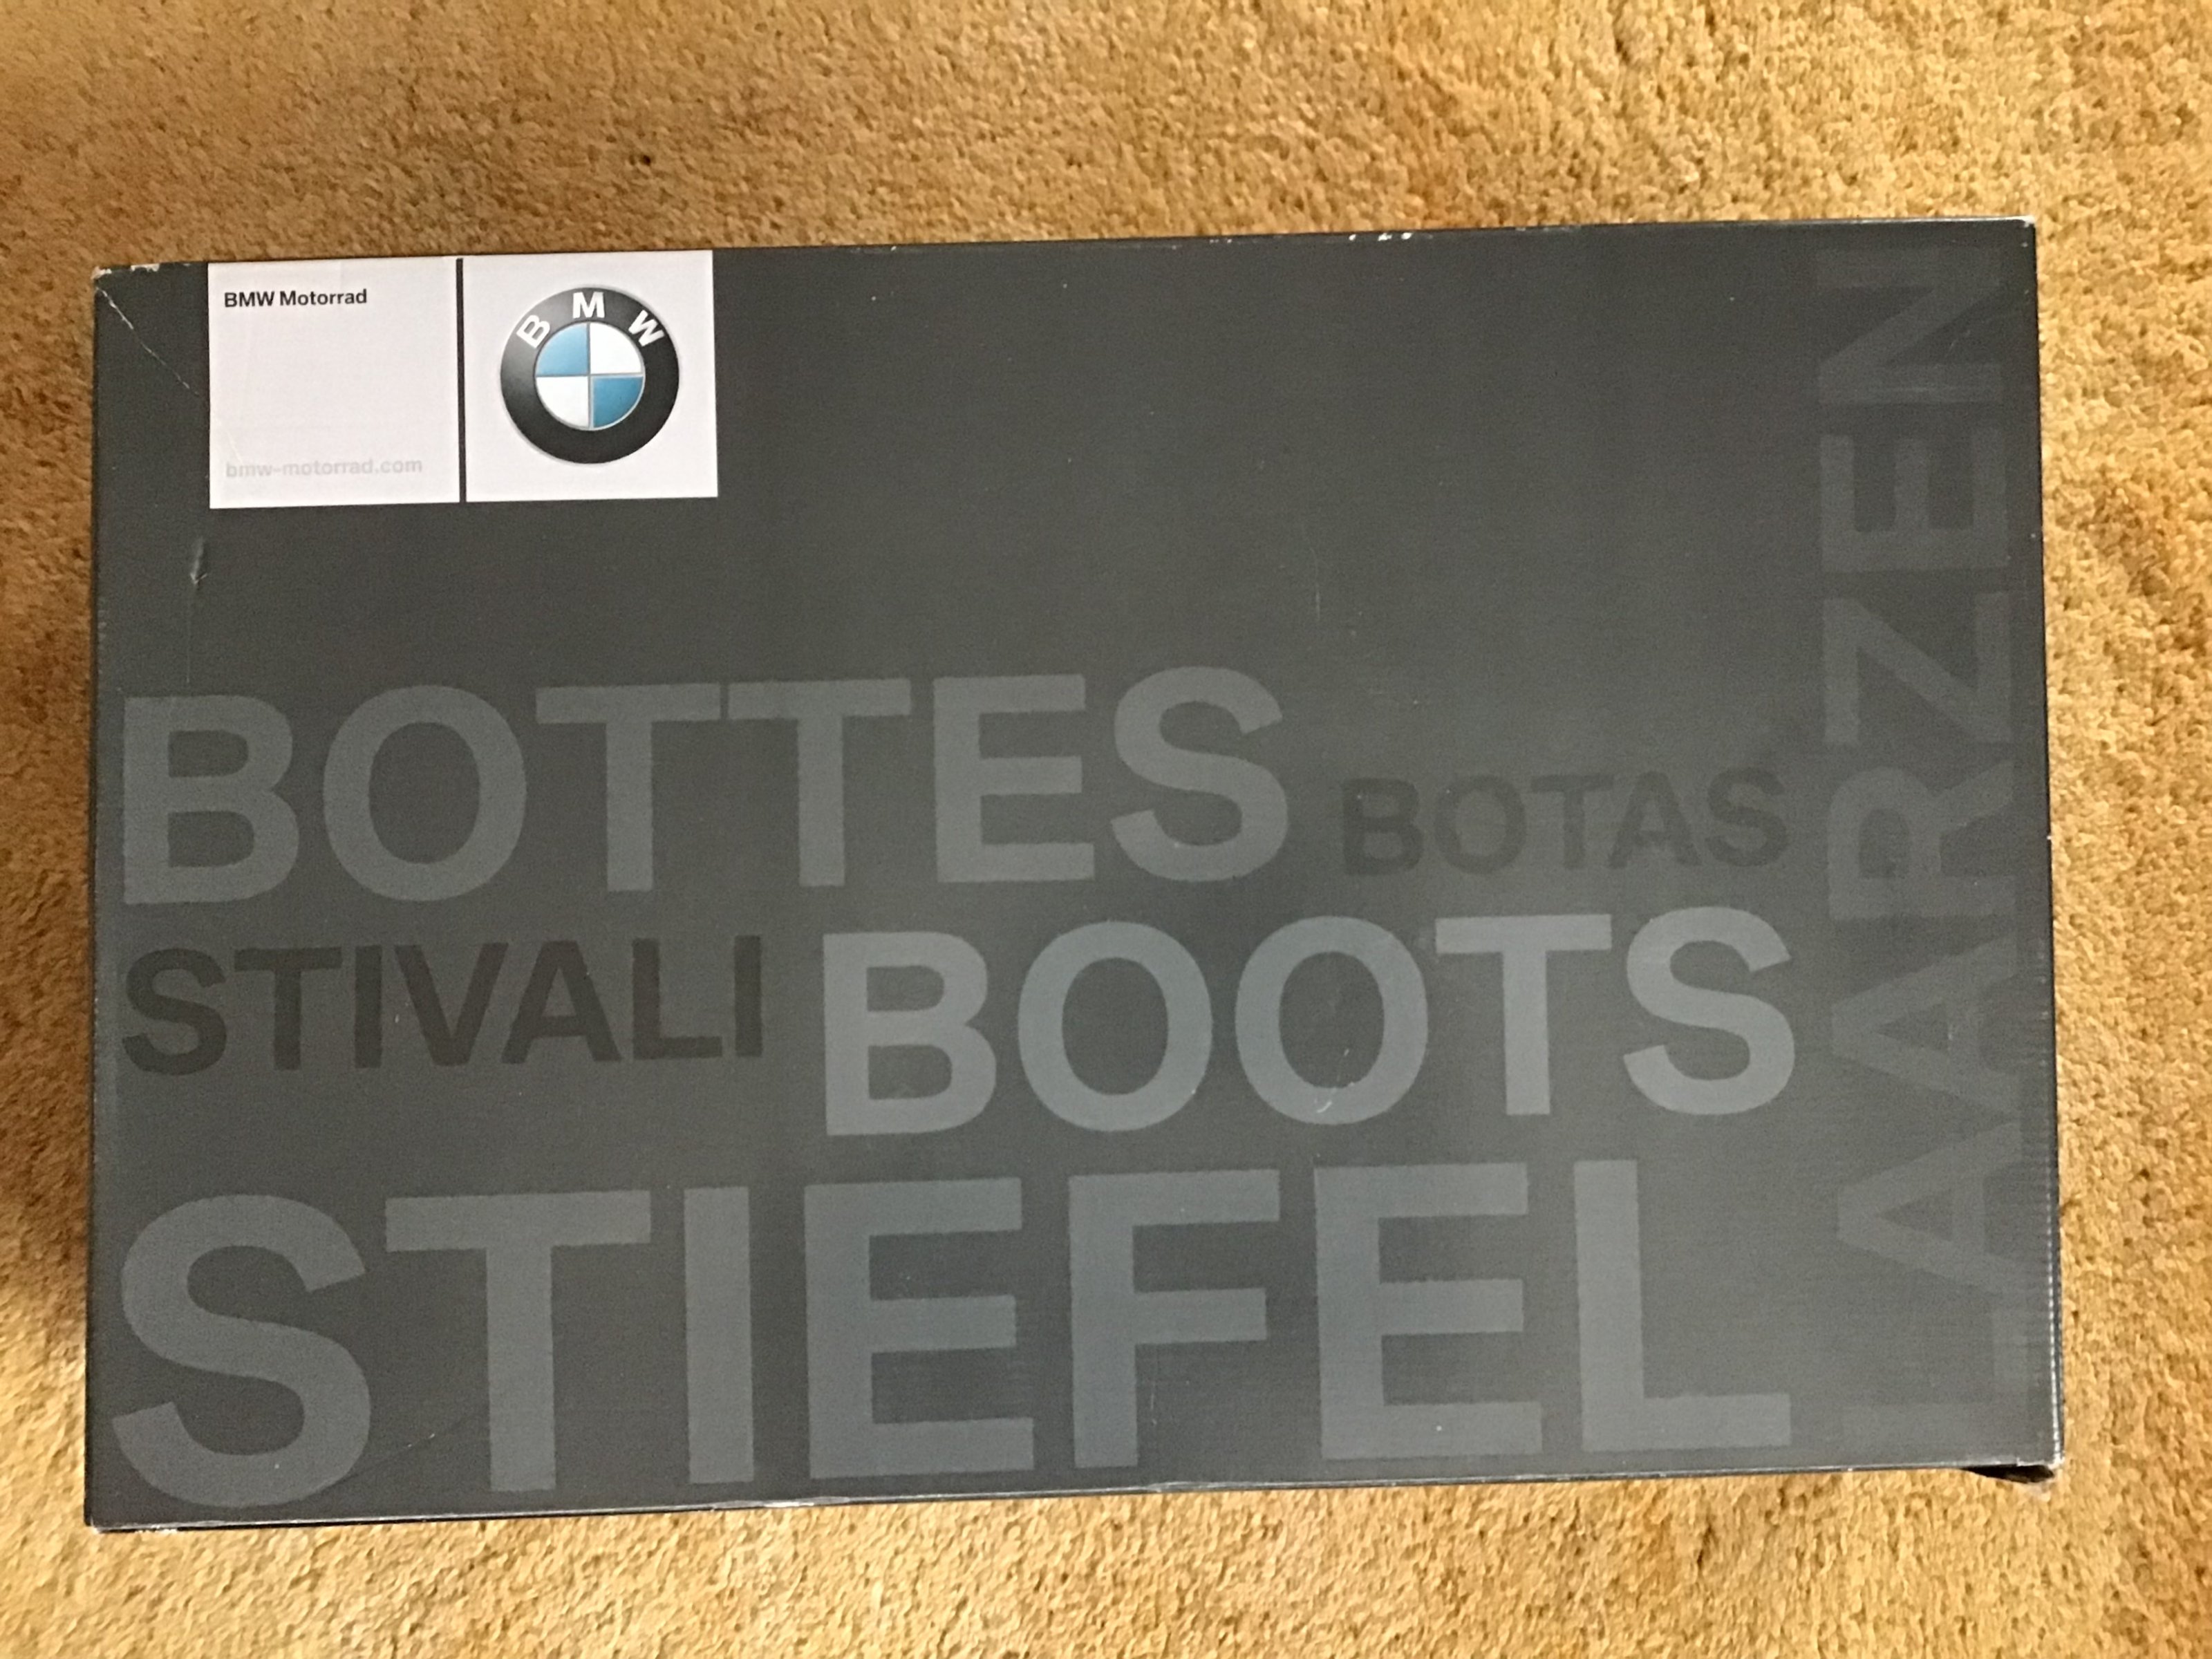 BMW Motorrad
bmw-motorrad.com
BMW
BOTTES
BOTAS
STIVALI
BOOTS
STIEFEL
LAARZEN